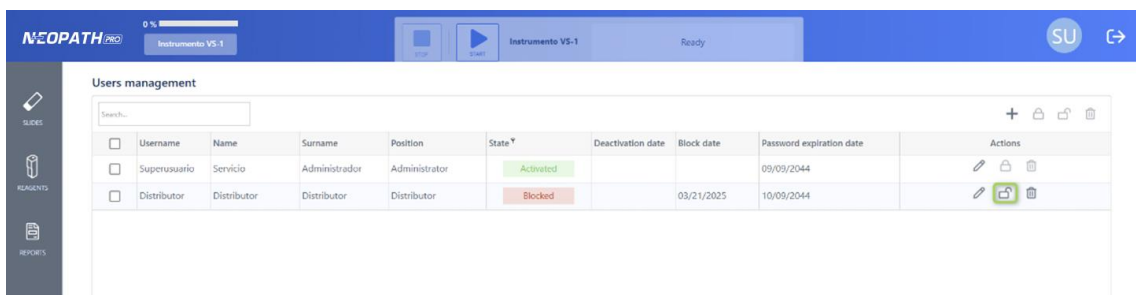 NEOPATH PRO
0 %
Instrumento VS-1
STOP
START
Instrumento VS-1
Ready
SU
SLIDES
REAGENTS
REPORTS
Users management
Search...
Username Name Surname Position State Deactivation date Block date Password expiration date Actions
Superusuario Servicio Administrador Administrator Activated 09/09/2044
Distributor Distributor Distributor Distributor Blocked 03/21/2025 10/09/2044